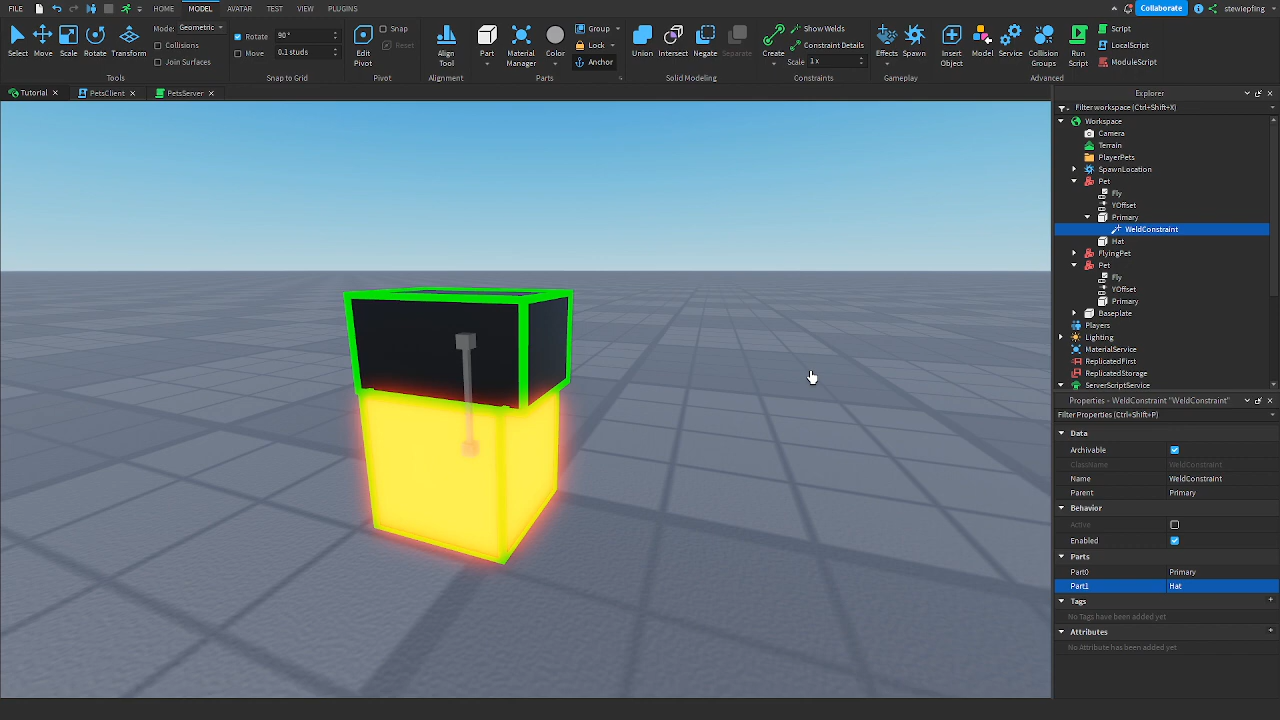 FILE HOME MODEL AVATAR TEST VIEW PLUGINS Collaborate stewiepfing
Select Move Scale Rotate Transform
Mode: Geometric
Collisions
Join Surfaces
Tools
Rotate 90°
Move 0.1 studs
Snap to Grid
Edit Pivot
Snap
Reset
Pivot
Align Tool
Alignment
Part Material Manager Color
Group
Lock
Anchor
Parts
Union Intersect Negate Separate
Solid Modeling
Create
Show Welds
Constraint Details
Scale 1x
Constraints
Effects Spawn
Gameplay
Insert Object Model Service Collision Groups Run Script
Script
LocalScript
ModuleScript
Advanced
Tutorial PetsClient PetsServer
Explorer
Filter workspace (Ctrl+Shift+X)
Workspace
Camera
Terrain
PlayerPets
SpawnLocation
Pet
Fly
YOffset
Primary
WeldConstraint
Hat
FlyingPet
Pet
Fly
YOffset
Primary
Baseplate
Players
Lighting
MaterialService
ReplicatedFirst
ReplicatedStorage
ServerScriptService
Properties - WeldConstraint "WeldConstraint"
Filter Properties (Ctrl+Shift+P)
Data
Archivable
ClassName WeldConstraint
Name WeldConstraint
Parent Primary
Behavior
Active
Enabled
Parts
Part0 Primary
Part1 Hat
Tags
No Tags have been added yet
Attributes
No Attribute has been added yet